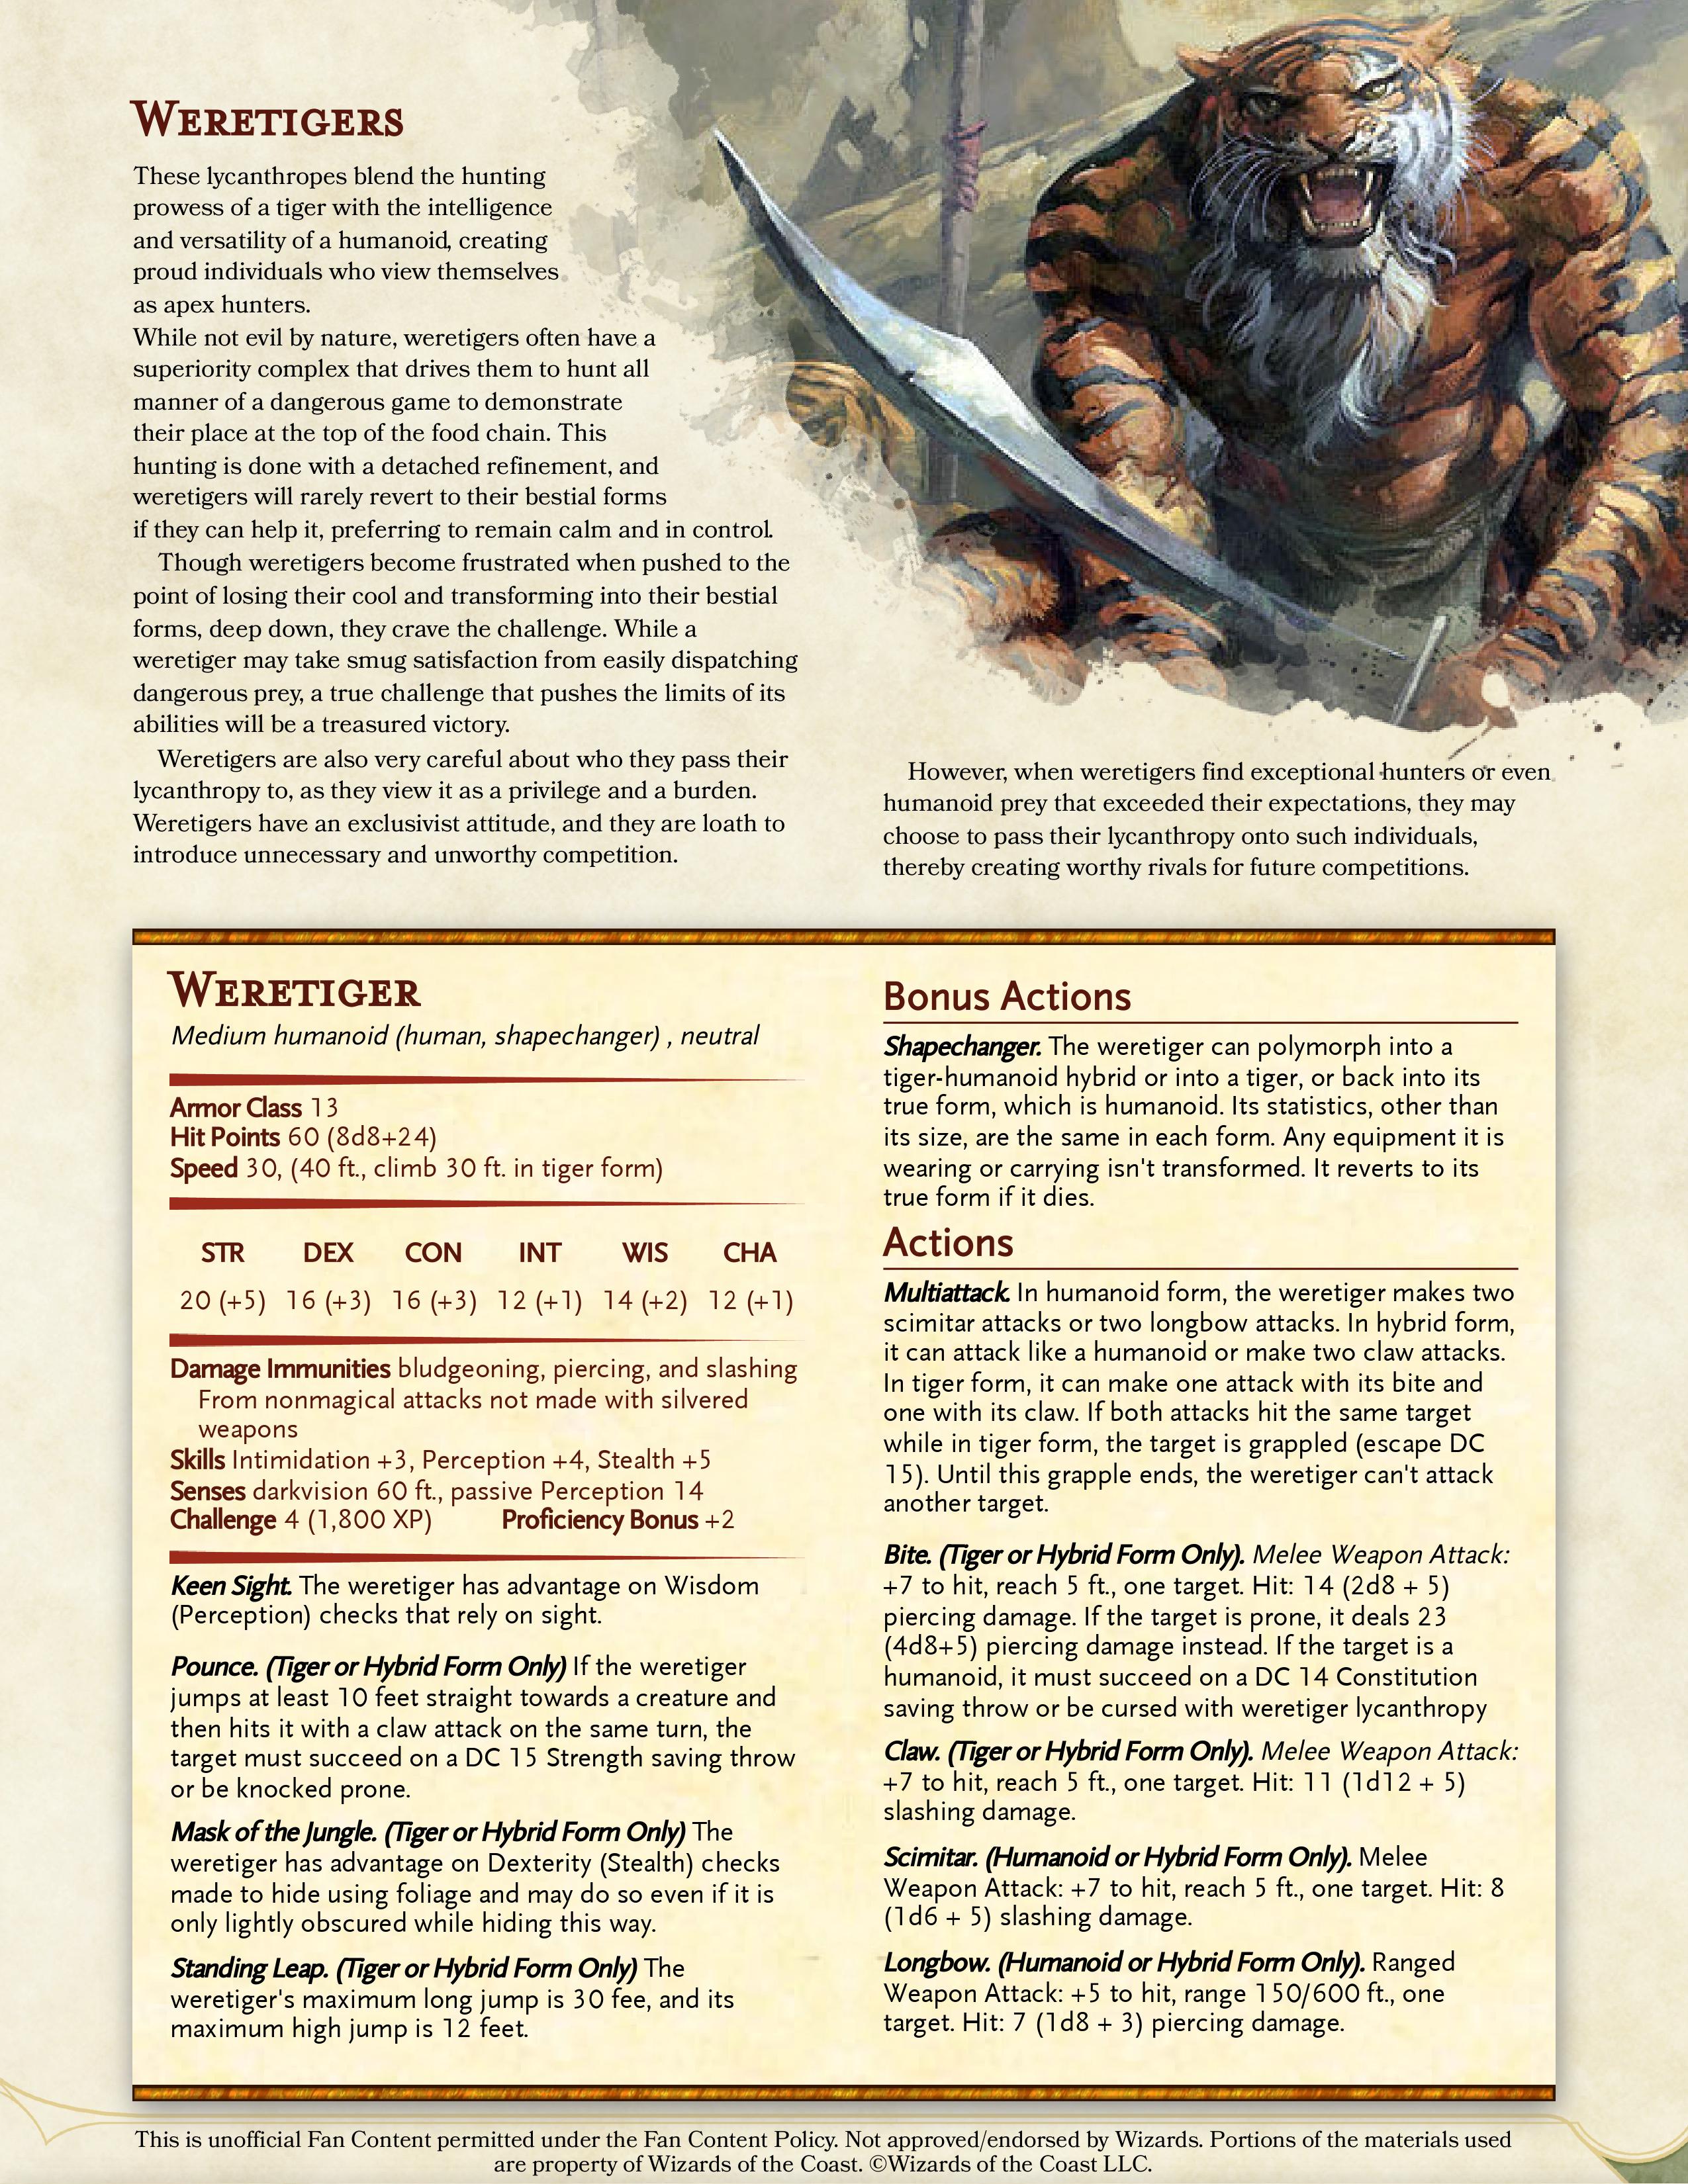 Weretigers
These lycanthropes blend the hunting
prowess of a tiger with the intelligence
and versatility of a humanoid, creating
proud individuals who view themselves
as apex hunters.
While not evil by nature, weretigers often have a
superiority complex that drives them to hunt all
manner of a dangerous game to demonstrate
their place at the top of the food chain. This
hunting is done with a detached refinement, and
weretigers will rarely revert to their bestial forms
if they can help it, preferring to remain calm and in control.
Though weretigers become frustrated when pushed to the
point of losing their cool and transforming into their bestial
forms, deep down, they crave the challenge. While a
weretiger may take smug satisfaction from easily dispatching
dangerous prey, a true challenge that pushes the limits of its
abilities will be a treasured victory.
Weretigers are also very careful about who they pass their
lycanthropy to, as they view it as a privilege and a burden.
Weretigers have an exclusivist attitude, and they are loath to
introduce unnecessary and unworthy competition.
However, when weretigers find exceptional hunters or even
humanoid prey that exceeded their expectations, they may
choose to pass their lycanthropy onto such individuals,
thereby creating worthy rivals for future competitions.
Weretiger
Medium humanoid (human, shapechanger) , neutral
Armor Class 13
Hit Points 60 (8d8+24)
Speed 30, (40 ft., climb 30 ft. in tiger form)
STR DEX CON INT WIS CHA
20 (+5) 16 (+3) 16 (+3) 12 (+1) 14 (+2) 12 (+1)
Damage Immunities bludgeoning, piercing, and slashing
From nonmagical attacks not made with silvered
weapons
Skills Intimidation +3, Perception +4, Stealth +5
Senses darkvision 60 ft., passive Perception 14
Challenge 4 (1,800 XP) Proficiency Bonus +2
Keen Sight. The weretiger has advantage on Wisdom
(Perception) checks that rely on sight.
Pounce. (Tiger or Hybrid Form Only) If the weretiger
jumps at least 10 feet straight towards a creature and
then hits it with a claw attack on the same turn, the
target must succeed on a DC 15 Strength saving throw
or be knocked prone.
Mask of the Jungle. (Tiger or Hybrid Form Only) The
weretiger has advantage on Dexterity (Stealth) checks
made to hide using foliage and may do so even if it is
only lightly obscured while hiding this way.
Standing Leap. (Tiger or Hybrid Form Only) The
weretiger's maximum long jump is 30 fee, and its
maximum high jump is 12 feet.
Bonus Actions
Shapechanger. The weretiger can polymorph into a
tiger-humanoid hybrid or into a tiger, or back into its
true form, which is humanoid. Its statistics, other than
its size, are the same in each form. Any equipment it is
wearing or carrying isn't transformed. It reverts to its
true form if it dies.
Actions
Multiattack. In humanoid form, the weretiger makes two
scimitar attacks or two longbow attacks. In hybrid form,
it can attack like a humanoid or make two claw attacks.
In tiger form, it can make one attack with its bite and
one with its claw. If both attacks hit the same target
while in tiger form, the target is grappled (escape DC
15). Until this grapple ends, the weretiger can't attack
another target.
Bite. (Tiger or Hybrid Form Only). Melee Weapon Attack:
+7 to hit, reach 5 ft., one target. Hit: 14 (2d8 + 5)
piercing damage. If the target is prone, it deals 23
(4d8+5) piercing damage instead. If the target is a
humanoid, it must succeed on a DC 14 Constitution
saving throw or be cursed with weretiger lycanthropy
Claw. (Tiger or Hybrid Form Only). Melee Weapon Attack:
+7 to hit, reach 5 ft., one target. Hit: 11 (1d12 + 5)
slashing damage.
Scimitar. (Humanoid or Hybrid Form Only). Melee
Weapon Attack: +7 to hit, reach 5 ft., one target. Hit: 8
(1d6 + 5) slashing damage.
Longbow. (Humanoid or Hybrid Form Only). Ranged
Weapon Attack: +5 to hit, range 150/600 ft., one
target. Hit: 7 (1d8 + 3) piercing damage.
This is unofficial Fan Content permitted under the Fan Content Policy. Not approved/endorsed by Wizards. Portions of the materials used
are property of Wizards of the Coast. ©Wizards of the Coast LLC.